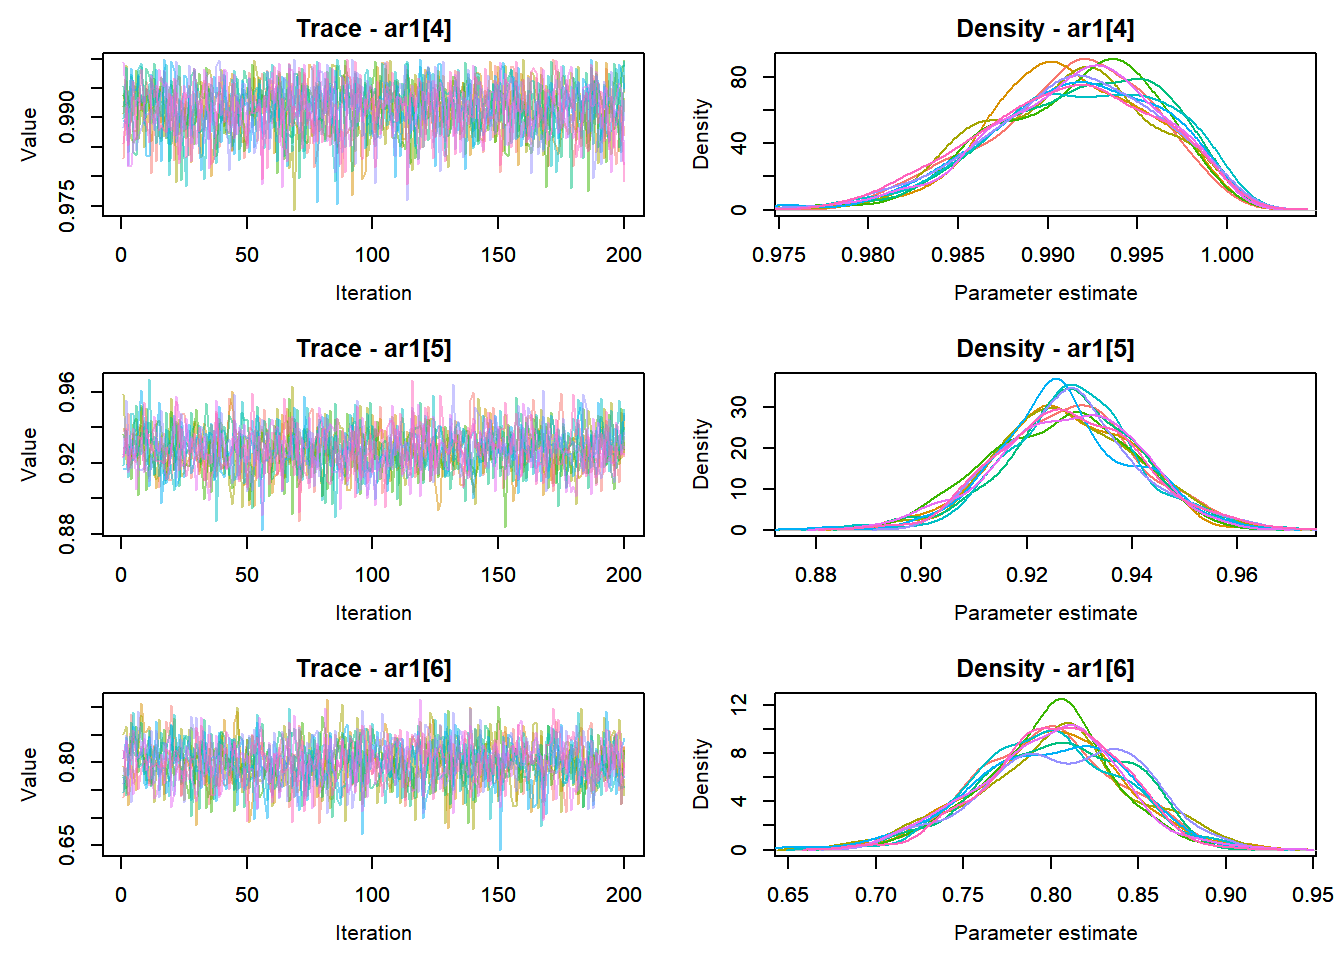 Trace - ar1[4]
Value
0.975 0.990
0 50 100 150 200
Iteration
Density - ar1[4]
Density
0 40 80
0.975 0.980 0.985 0.990 0.995 1.000
Parameter estimate
Trace - ar1[5]
Value
0.88 0.92 0.96
0 50 100 150 200
Iteration
Density - ar1[5]
Density
0 10 20 30
0.88 0.90 0.92 0.94 0.96
Parameter estimate
Trace - ar1[6]
Value
0.65 0.80
0 50 100 150 200
Iteration
Density - ar1[6]
Density
0 4 8 12
0.65 0.70 0.75 0.80 0.85 0.90 0.95
Parameter estimate